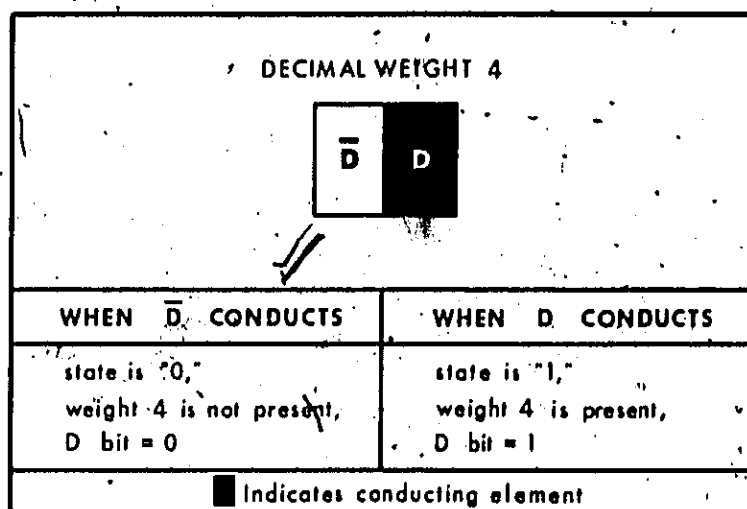 DECIMAL WEIGHT 4
D̅ D
WHEN D̅ CONDUCTS
WHEN D CONDUCTS
state is "0,"
weight 4 is not present,
D bit = 0
state is "1,"
weight 4 is present,
D bit = 1
Indicates conducting element